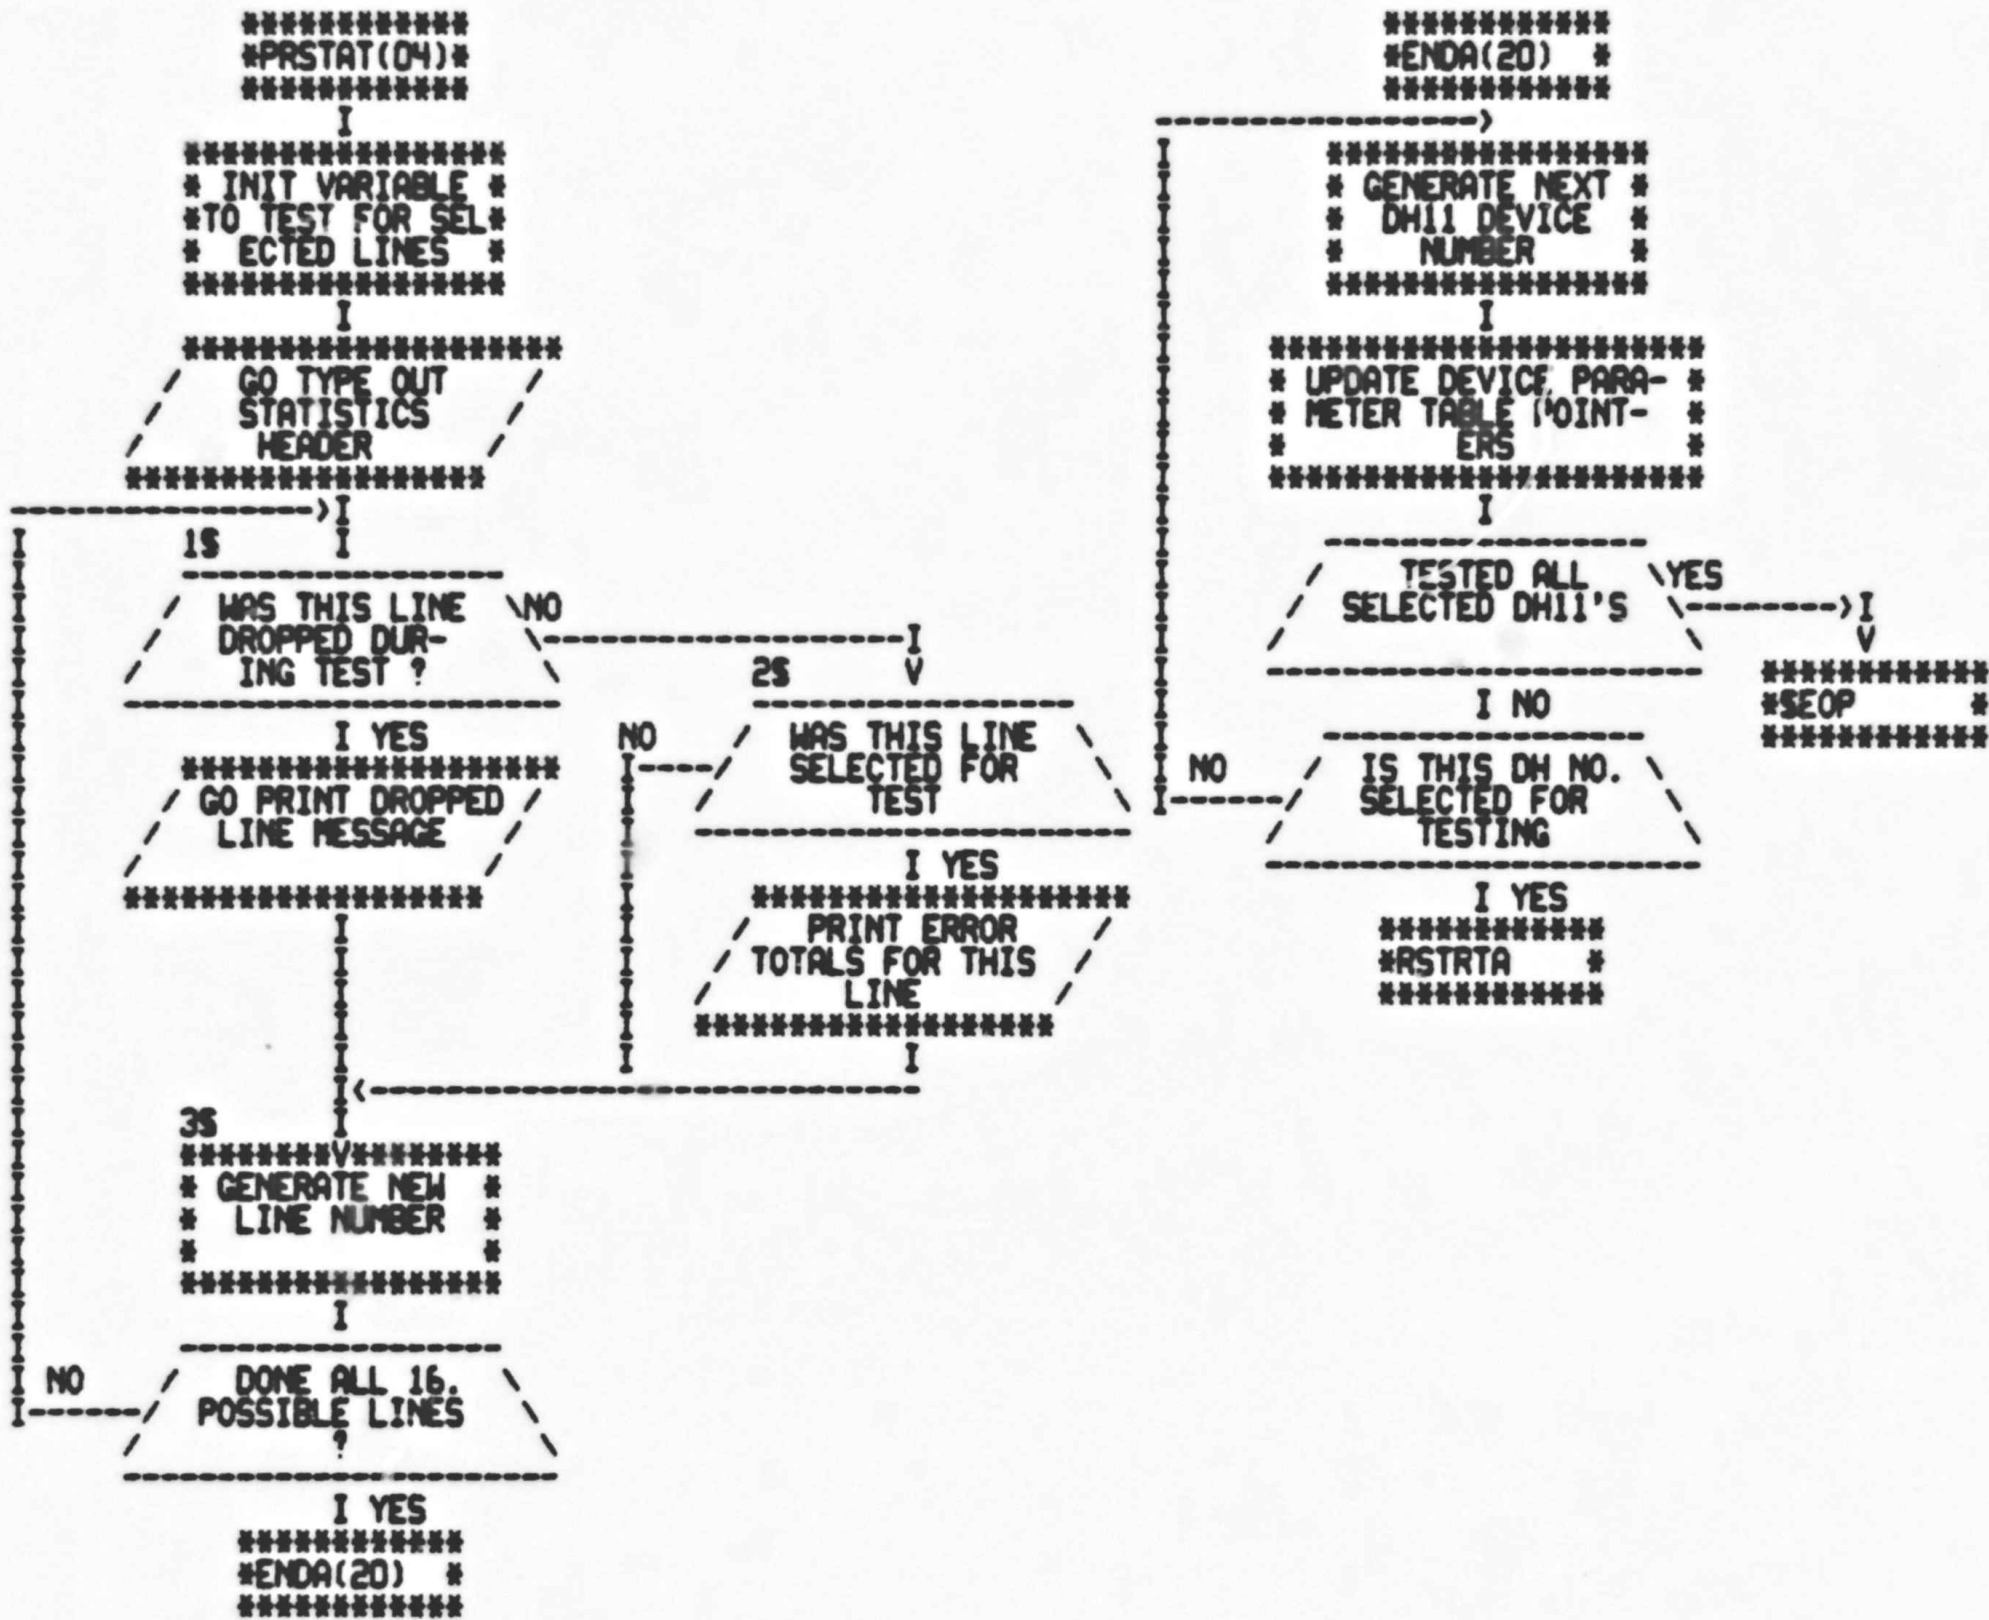 *PRSTAT(04)*
* INIT VARIABLE *
*TO TEST FOR SEL*
* ECTED LINES *
GO TYPE OUT
STATISTICS
HEADER
1$
WAS THIS LINE
DROPPED DUR-
ING TEST ?
NO
I YES
GO PRINT DROPPED
LINE MESSAGE
2$
WAS THIS LINE
SELECTED FOR
TEST
NO
I YES
PRINT ERROR
TOTALS FOR THIS
LINE
3$
* GENERATE NEW *
* LINE NUMBER *
DONE ALL 16.
POSSIBLE LINES
?
NO
I YES
*ENDA(20) *
*ENDA(20) *
* GENERATE NEXT *
* DH11 DEVICE *
* NUMBER *
* UPDATE DEVICE PARA- *
* METER TABLE POINT- *
* ERS *
TESTED ALL
SELECTED DH11'S
YES
*$EOP *
I NO
IS THIS DH NO.
SELECTED FOR
TESTING
NO
I YES
*RSTRTA *